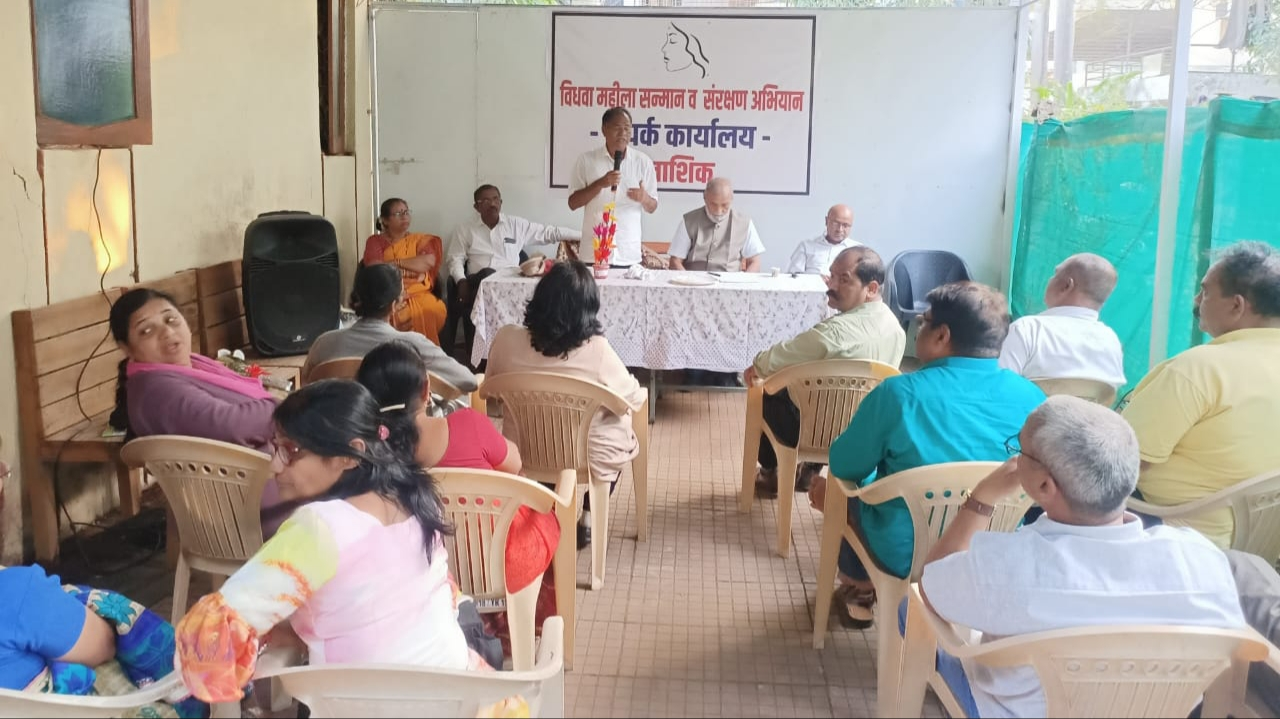 विधवा महीला सन्मान व संरक्षण अभियान
कार्यालय -